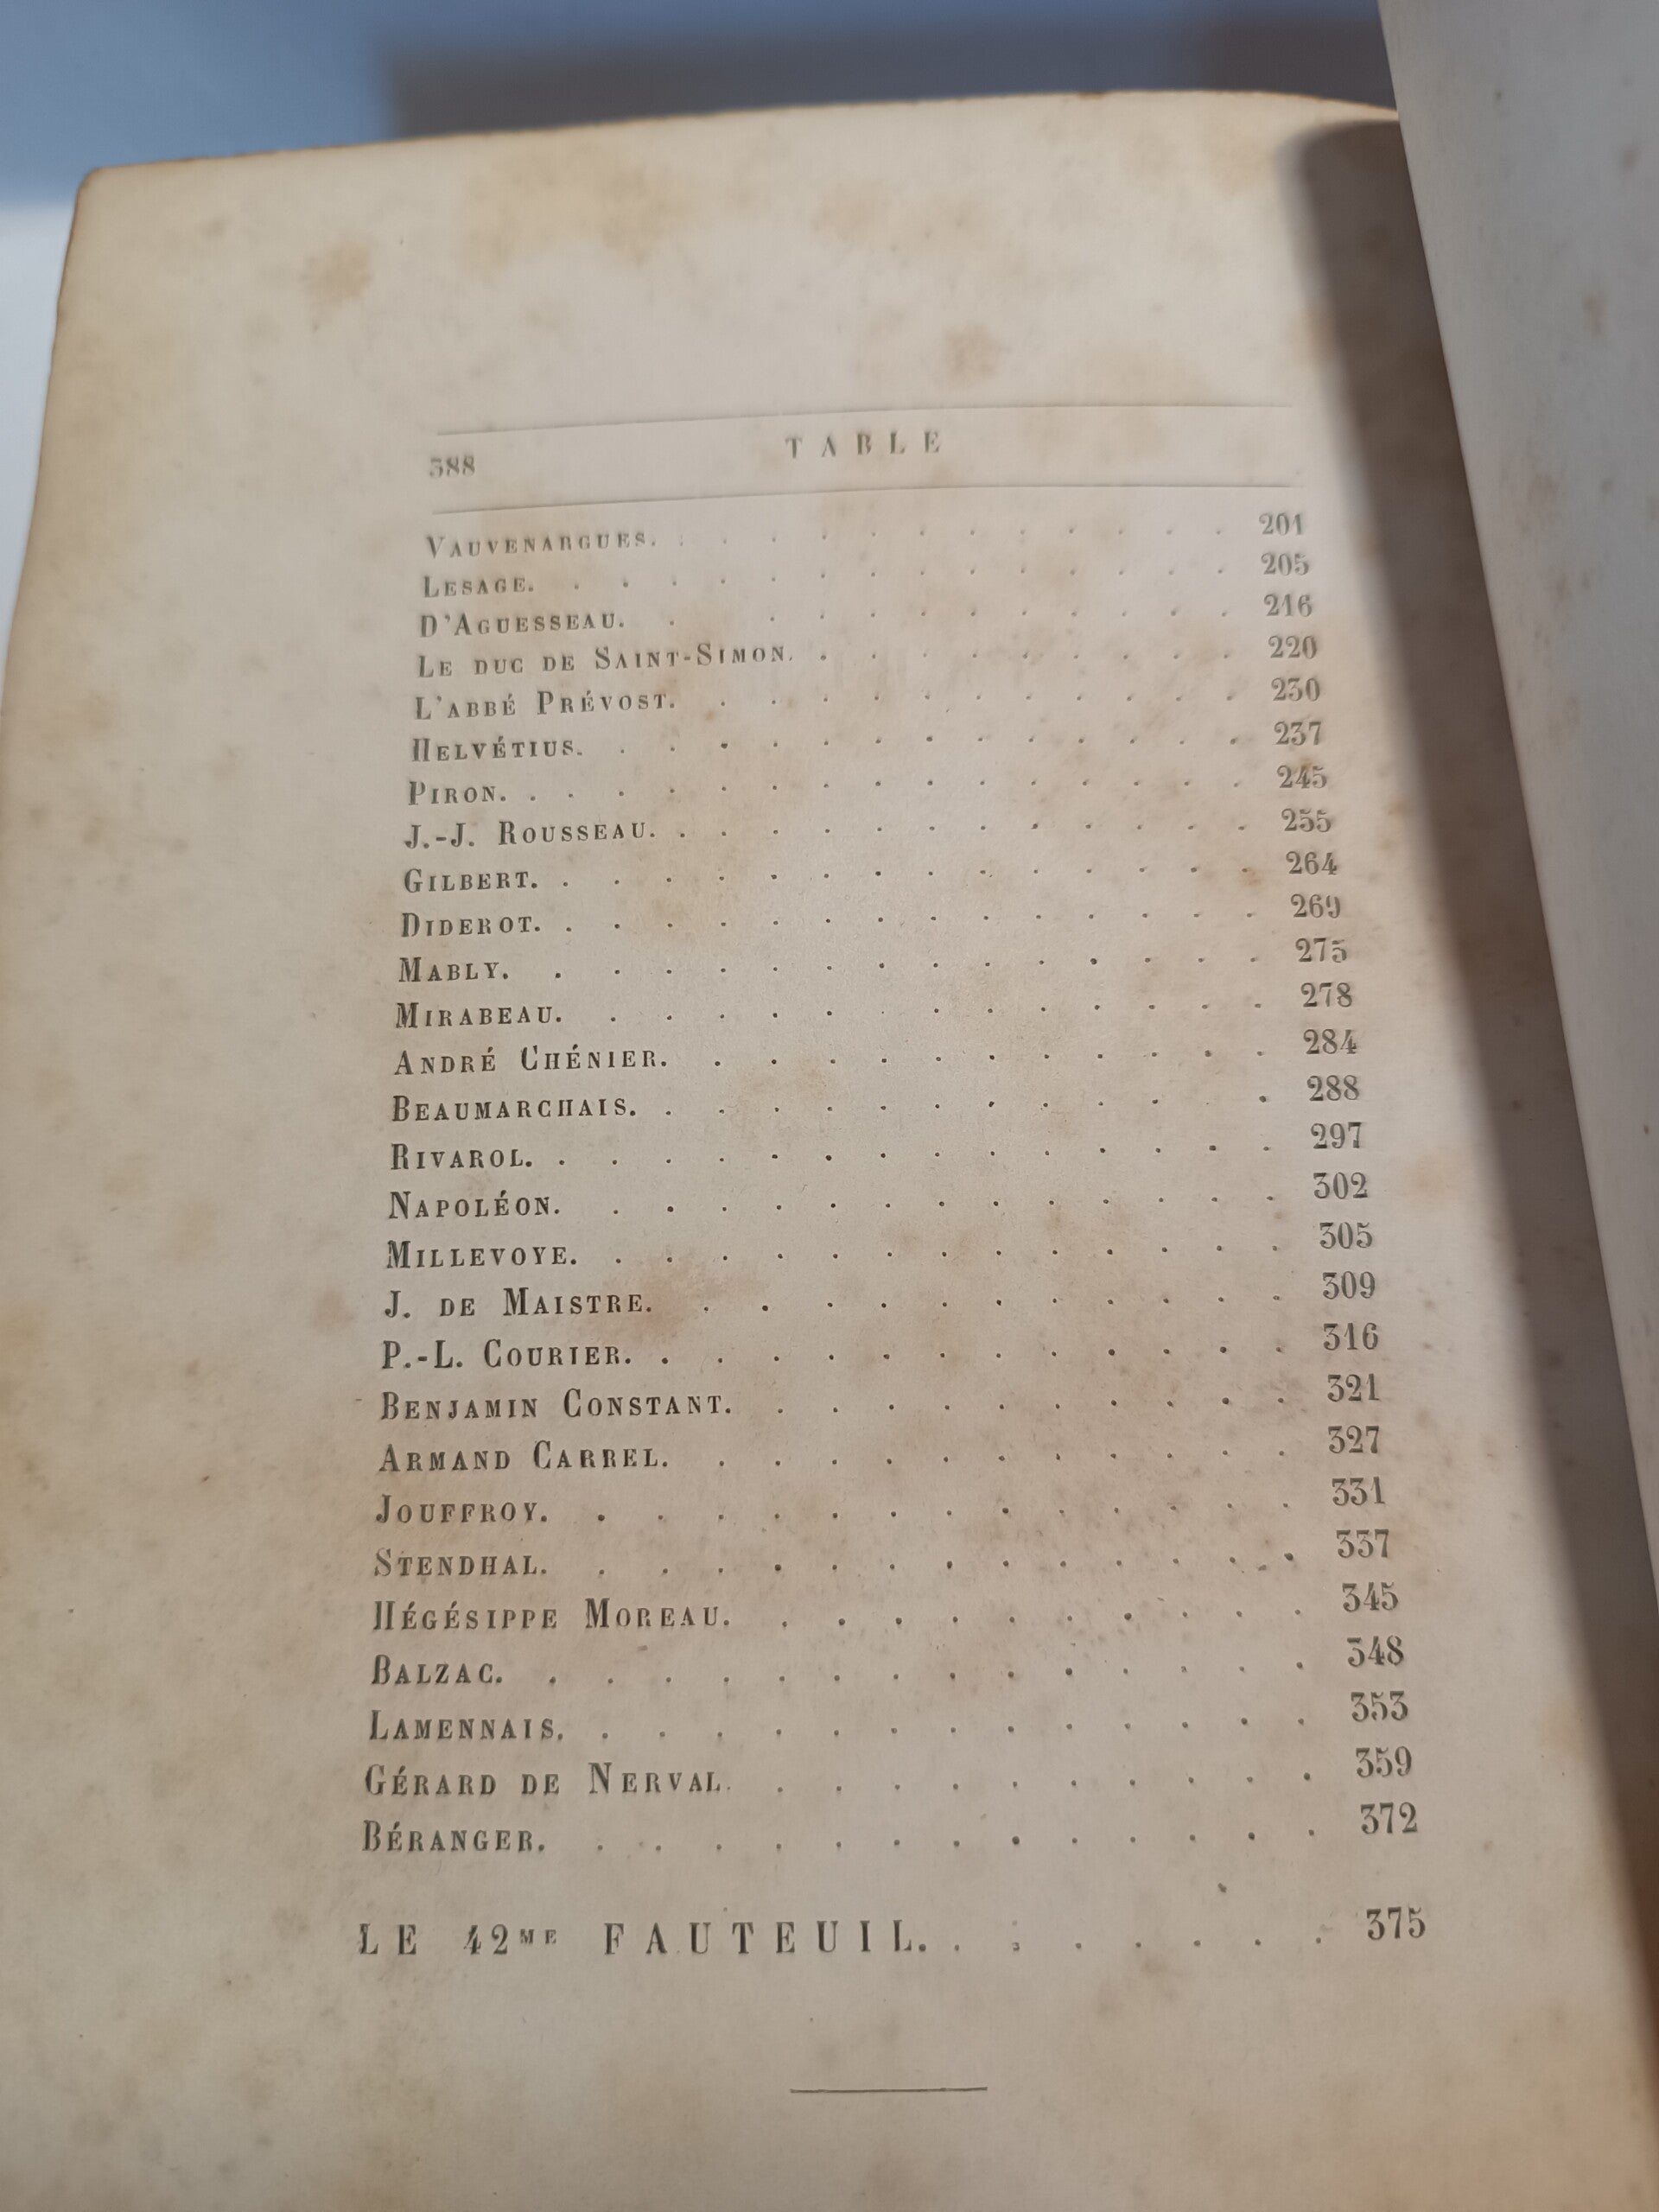 388 TABLE
VAUVENARGUES. . . . . . . . . . . . 201
LESAGE. . . . . . . . . . . . . . . 205
D'AGUESSEAU. . . . . . . . . . . . 216
LE DUC DE SAINT-SIMON. . . . . . . . . . 220
L'ABBÉ PRÉVOST. . . . . . . . . . . . 230
HELVÉTIUS. . . . . . . . . . . . . . 237
PIRON. . . . . . . . . . . . . . . 245
J.-J. ROUSSEAU. . . . . . . . . . . . . 255
GILBERT. . . . . . . . . . . . . . . 264
DIDEROT. . . . . . . . . . . . . . . 269
MABLY. . . . . . . . . . . . . . . 275
MIRABEAU. . . . . . . . . . . . . . 278
ANDRÉ CHÉNIER. . . . . . . . . . . . 284
BEAUMARCHAIS. . . . . . . . . . . . . 288
RIVAROL. . . . . . . . . . . . . . . 297
NAPOLÉON. . . . . . . . . . . . . . 302
MILLEVOYE. . . . . . . . . . . . . . 305
J. DE MAISTRE. . . . . . . . . . . . 309
P.-L. COURIER. . . . . . . . . . . . . 316
BENJAMIN CONSTANT. . . . . . . . . . . 321
ARMAND CARREL. . . . . . . . . . . . 327
JOUFFROY. . . . . . . . . . . . . . 331
STENDHAL. . . . . . . . . . . . . . 337
HÉGÉSIPPE MOREAU. . . . . . . . . . . 345
BALZAC. . . . . . . . . . . . . . . 348
LAMENNAIS. . . . . . . . . . . . . . 353
GÉRARD DE NERVAL. . . . . . . . . . . 359
BÉRANGER. . . . . . . . . . . . . . 372
LE 42ME FAUTEUIL. . . . . . . . 375